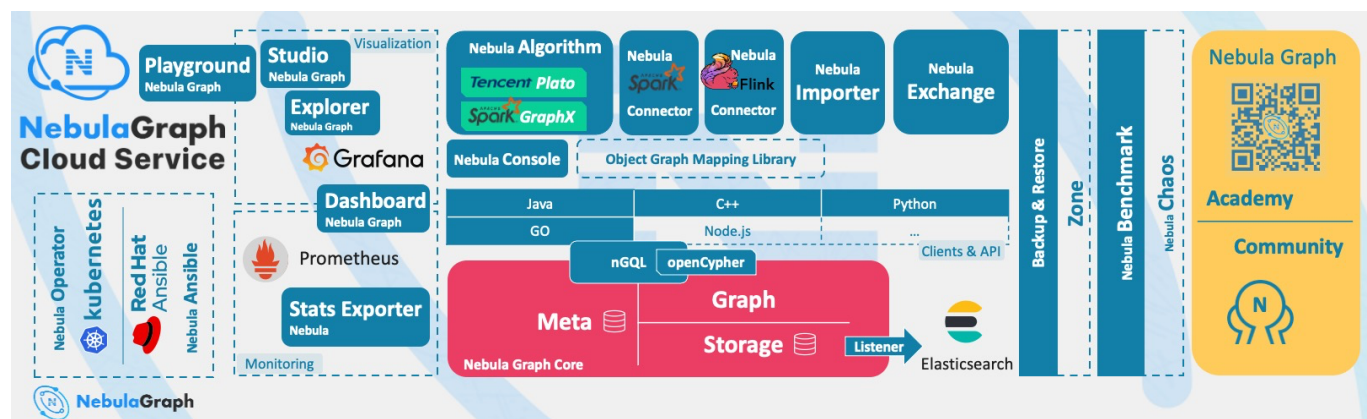 N
NebulaGraph
Cloud Service
Playground
Nebula Graph
Visualization
Studio
Nebula Graph
Explorer
Nebula Graph
Grafana
Dashboard
Nebula Graph
Prometheus
Stats Exporter
Nebula
Monitoring
Nebula Operator
kubernetes
Red Hat
Ansible
Nebula Ansible
N NebulaGraph
Nebula Algorithm
Tencent Plato
APACHE
Spark GraphX
Nebula
APACHE
Spark
Connector
Nebula
Flink
Connector
Nebula
Importer
Nebula
Exchange
Nebula Console
Object Graph Mapping Library
Java
C++
Python
GO
Node.js
...
Clients & API
nGQL
openCypher
Meta
Graph
Storage
Nebula Graph Core
Listener
Elasticsearch
Backup & Restore
Zone
Nebula Benchmark
Nebula Chaos
Nebula Graph
Academy
Community
N